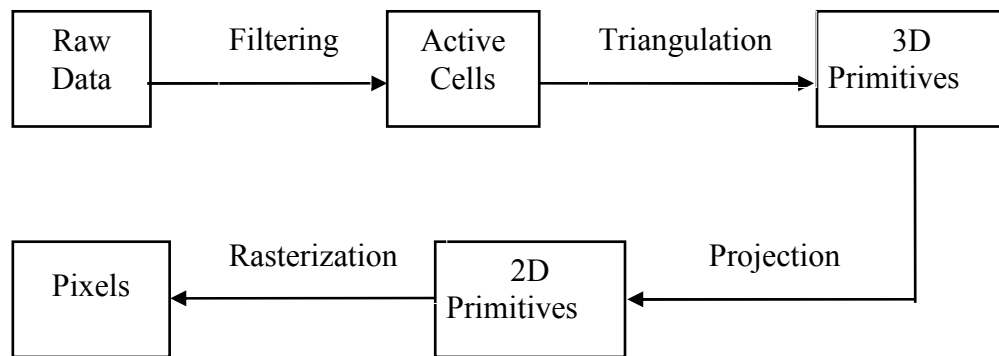 Raw
Data
Filtering
Active
Cells
Triangulation
3D
Primitives
Projection
2D
Primitives
Rasterization
Pixels